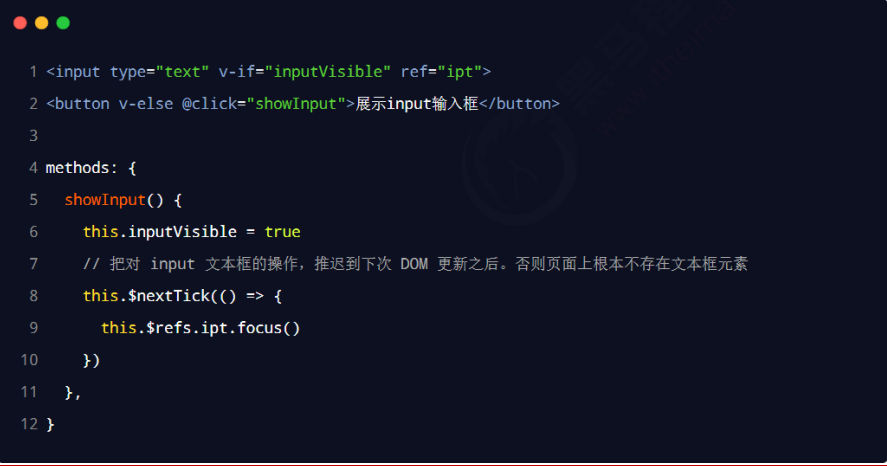 1 <input type="text" v-if="inputVisible" ref="ipt">
2 <button v-else @click="showInput">展示input输入框</button>
3
4 methods: {
5   showInput() {
6     this.inputVisible = true
7     // 把对 input 文本框的操作，推迟到下次 DOM 更新之后。否则页面上根本不存在文本框元素
8     this.$nextTick(() => {
9       this.$refs.ipt.focus()
10     })
11   },
12 }